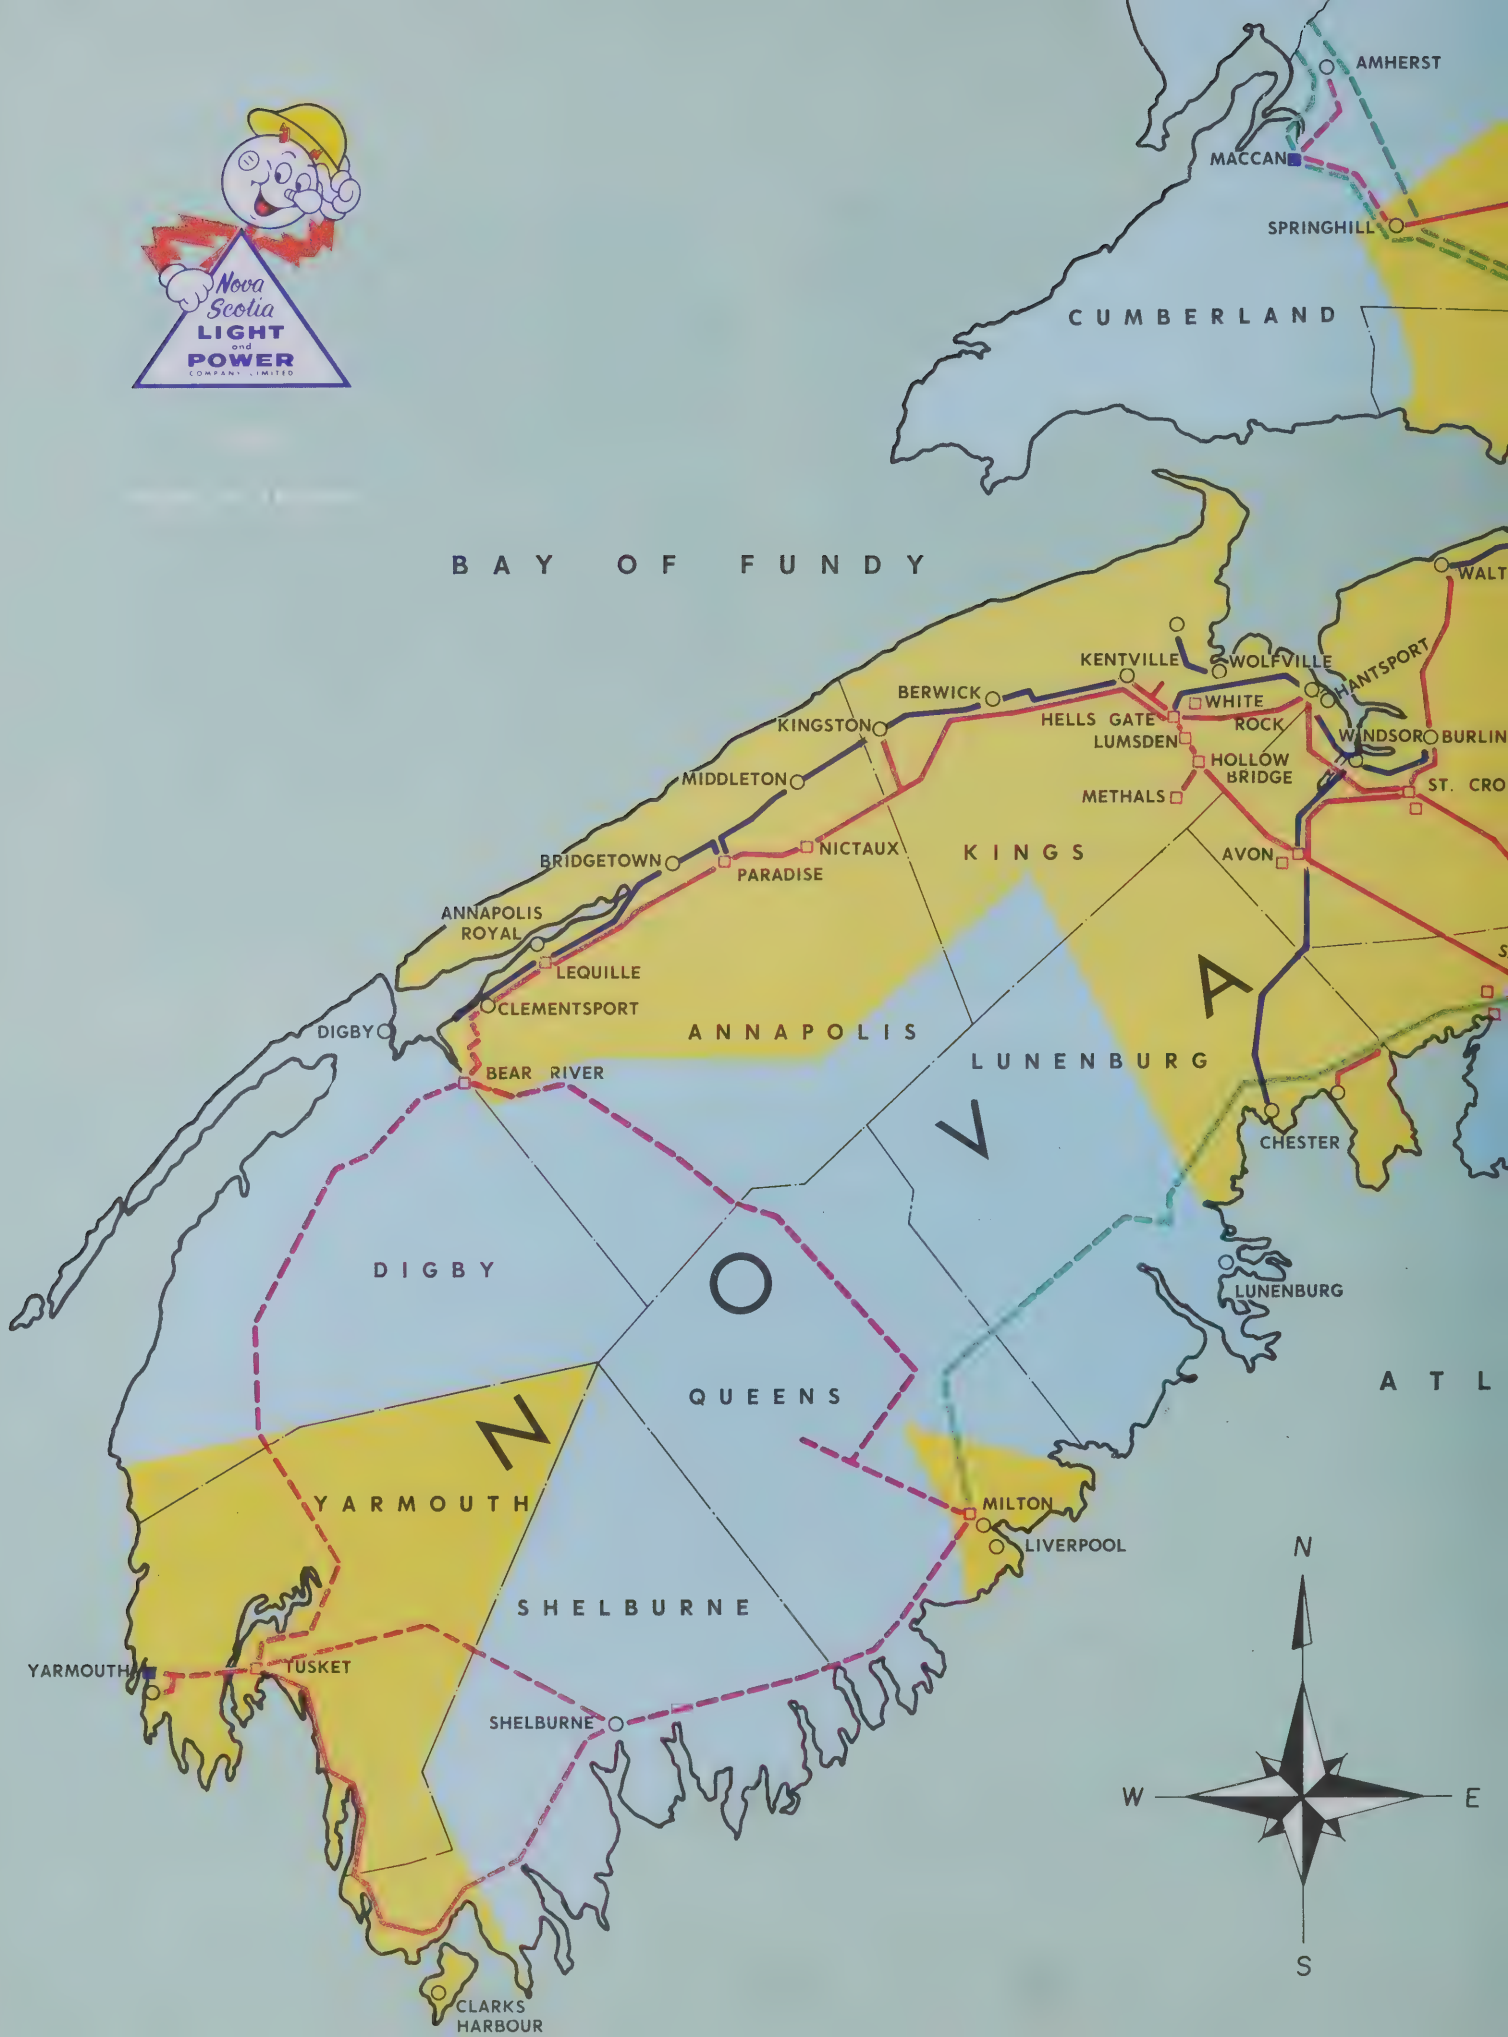 AMHERST
MACCAN
SPRINGHILL
CUMBERLAND
Nova
Scotia
LIGHT
and
POWER
COMPANY LIMITED
BAY OF FUNDY
WALT
KENTVILLE
WOLFVILLE
HANTSPORT
BERWICK
WHITE
ROCK
KINGSTON
HELLS GATE
LUMSDEN
WINDSOR
BURLIN
HOLLOW
BRIDGE
MIDDLETON
METHALS
ST. CRO
NICTAUX
KINGS
AVON
BRIDGETOWN
PARADISE
ANNAPOLIS
ROYAL
LEQUILLE
CLEMENTSPORT
DIGBY
ANNAPOLIS
LUNENBURG
BEAR RIVER
CHESTER
N O V A
DIGBY
LUNENBURG
QUEENS
ATL
YARMOUTH
MILTON
LIVERPOOL
SHELBURNE
YARMOUTH
TUSKET
SHELBURNE
CLARKS
HARBOUR
N
W
E
S